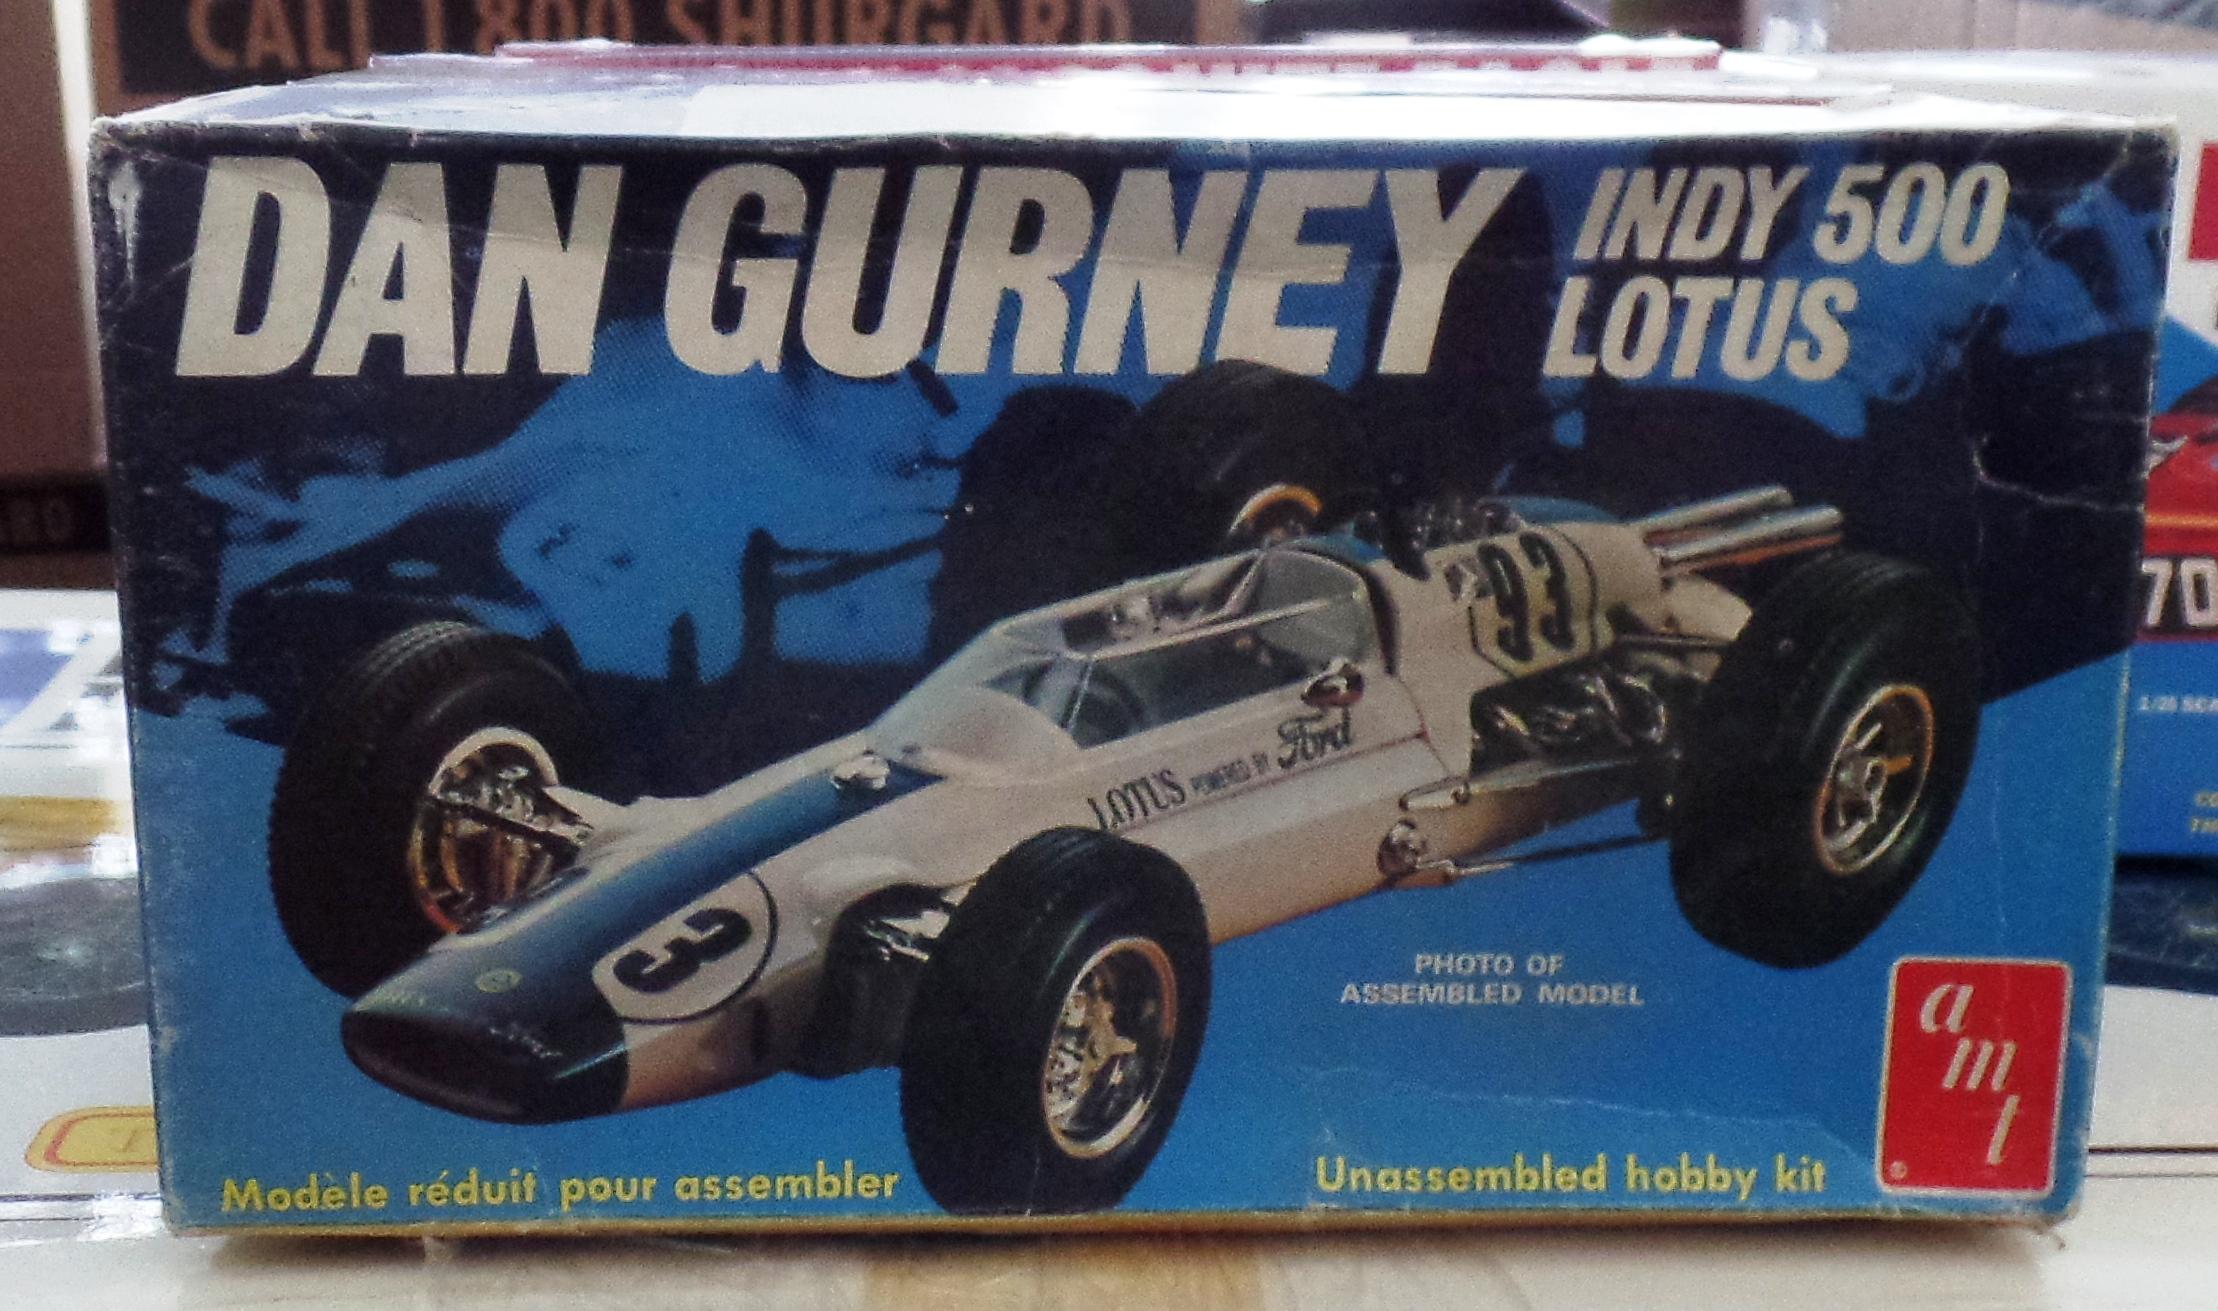 CALL 1 800 SHURGARD
DAN GURNEY INDY 500
LOTUS
93
LOTUS POWERED BY Ford
3
PHOTO OF
ASSEMBLED MODEL
amt
Modèle réduit pour assembler
Unassembled hobby kit
70